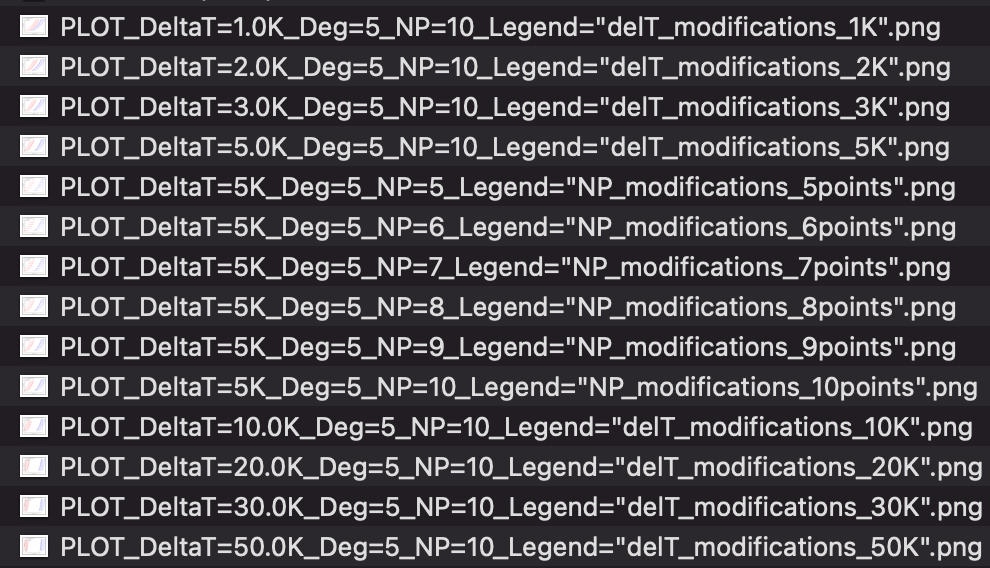 PLOT_DeltaT=1.0K_Deg=5_NP=10_Legend="delT_modifications_1K".png
PLOT_DeltaT=2.0K_Deg=5_NP=10_Legend="delT_modifications_2K".png
PLOT_DeltaT=3.0K_Deg=5_NP=10_Legend="delT_modifications_3K".png
PLOT_DeltaT=5.0K_Deg=5_NP=10_Legend="delT_modifications_5K".png
PLOT_DeltaT=5K_Deg=5_NP=5_Legend="NP_modifications_5points".png
PLOT_DeltaT=5K_Deg=5_NP=6_Legend="NP_modifications_6points".png
PLOT_DeltaT=5K_Deg=5_NP=7_Legend="NP_modifications_7points".png
PLOT_DeltaT=5K_Deg=5_NP=8_Legend="NP_modifications_8points".png
PLOT_DeltaT=5K_Deg=5_NP=9_Legend="NP_modifications_9points".png
PLOT_DeltaT=5K_Deg=5_NP=10_Legend="NP_modifications_10points".png
PLOT_DeltaT=10.0K_Deg=5_NP=10_Legend="delT_modifications_10K".png
PLOT_DeltaT=20.0K_Deg=5_NP=10_Legend="delT_modifications_20K".png
PLOT_DeltaT=30.0K_Deg=5_NP=10_Legend="delT_modifications_30K".png
PLOT_DeltaT=50.0K_Deg=5_NP=10_Legend="delT_modifications_50K".png